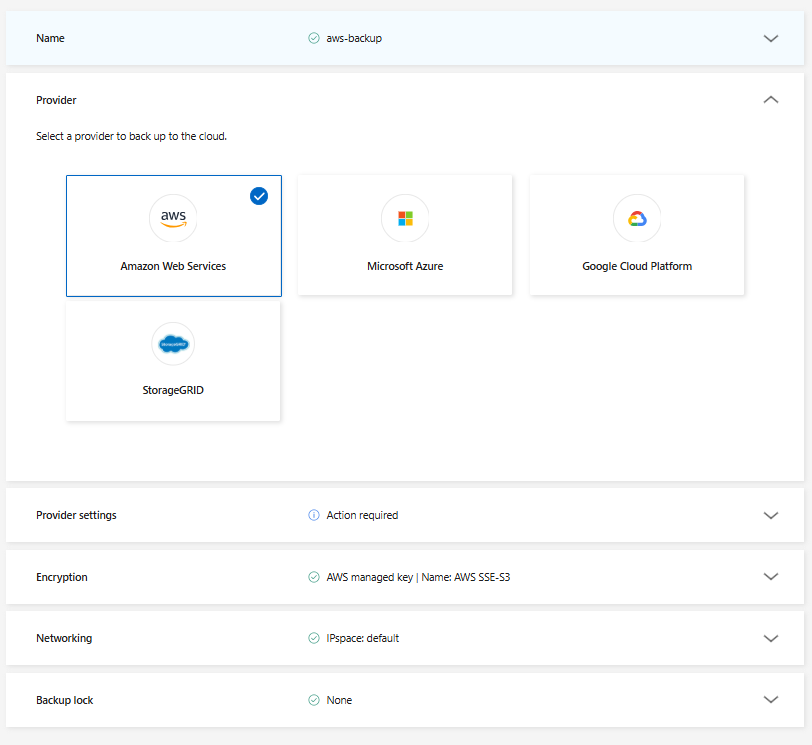 Name
aws-backup
Provider
Select a provider to back up to the cloud.
aws
Amazon Web Services
Microsoft Azure
Google Cloud Platform
StorageGRID
StorageGRID
Provider settings
Action required
Encryption
AWS managed key | Name: AWS SSE-S3
Networking
IPspace: default
Backup lock
None